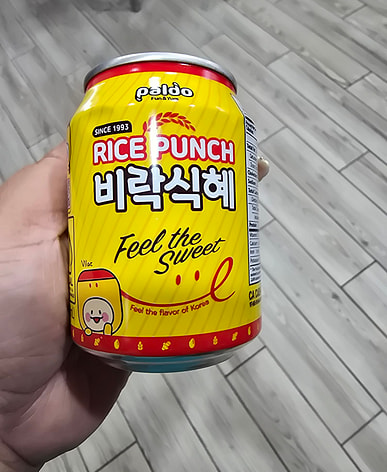 paldo
FUN & YUM
SINCE 1993
RICE PUNCH
비락식혜
Feel the
Sweet
Vlac
Feel the flavor of Korea